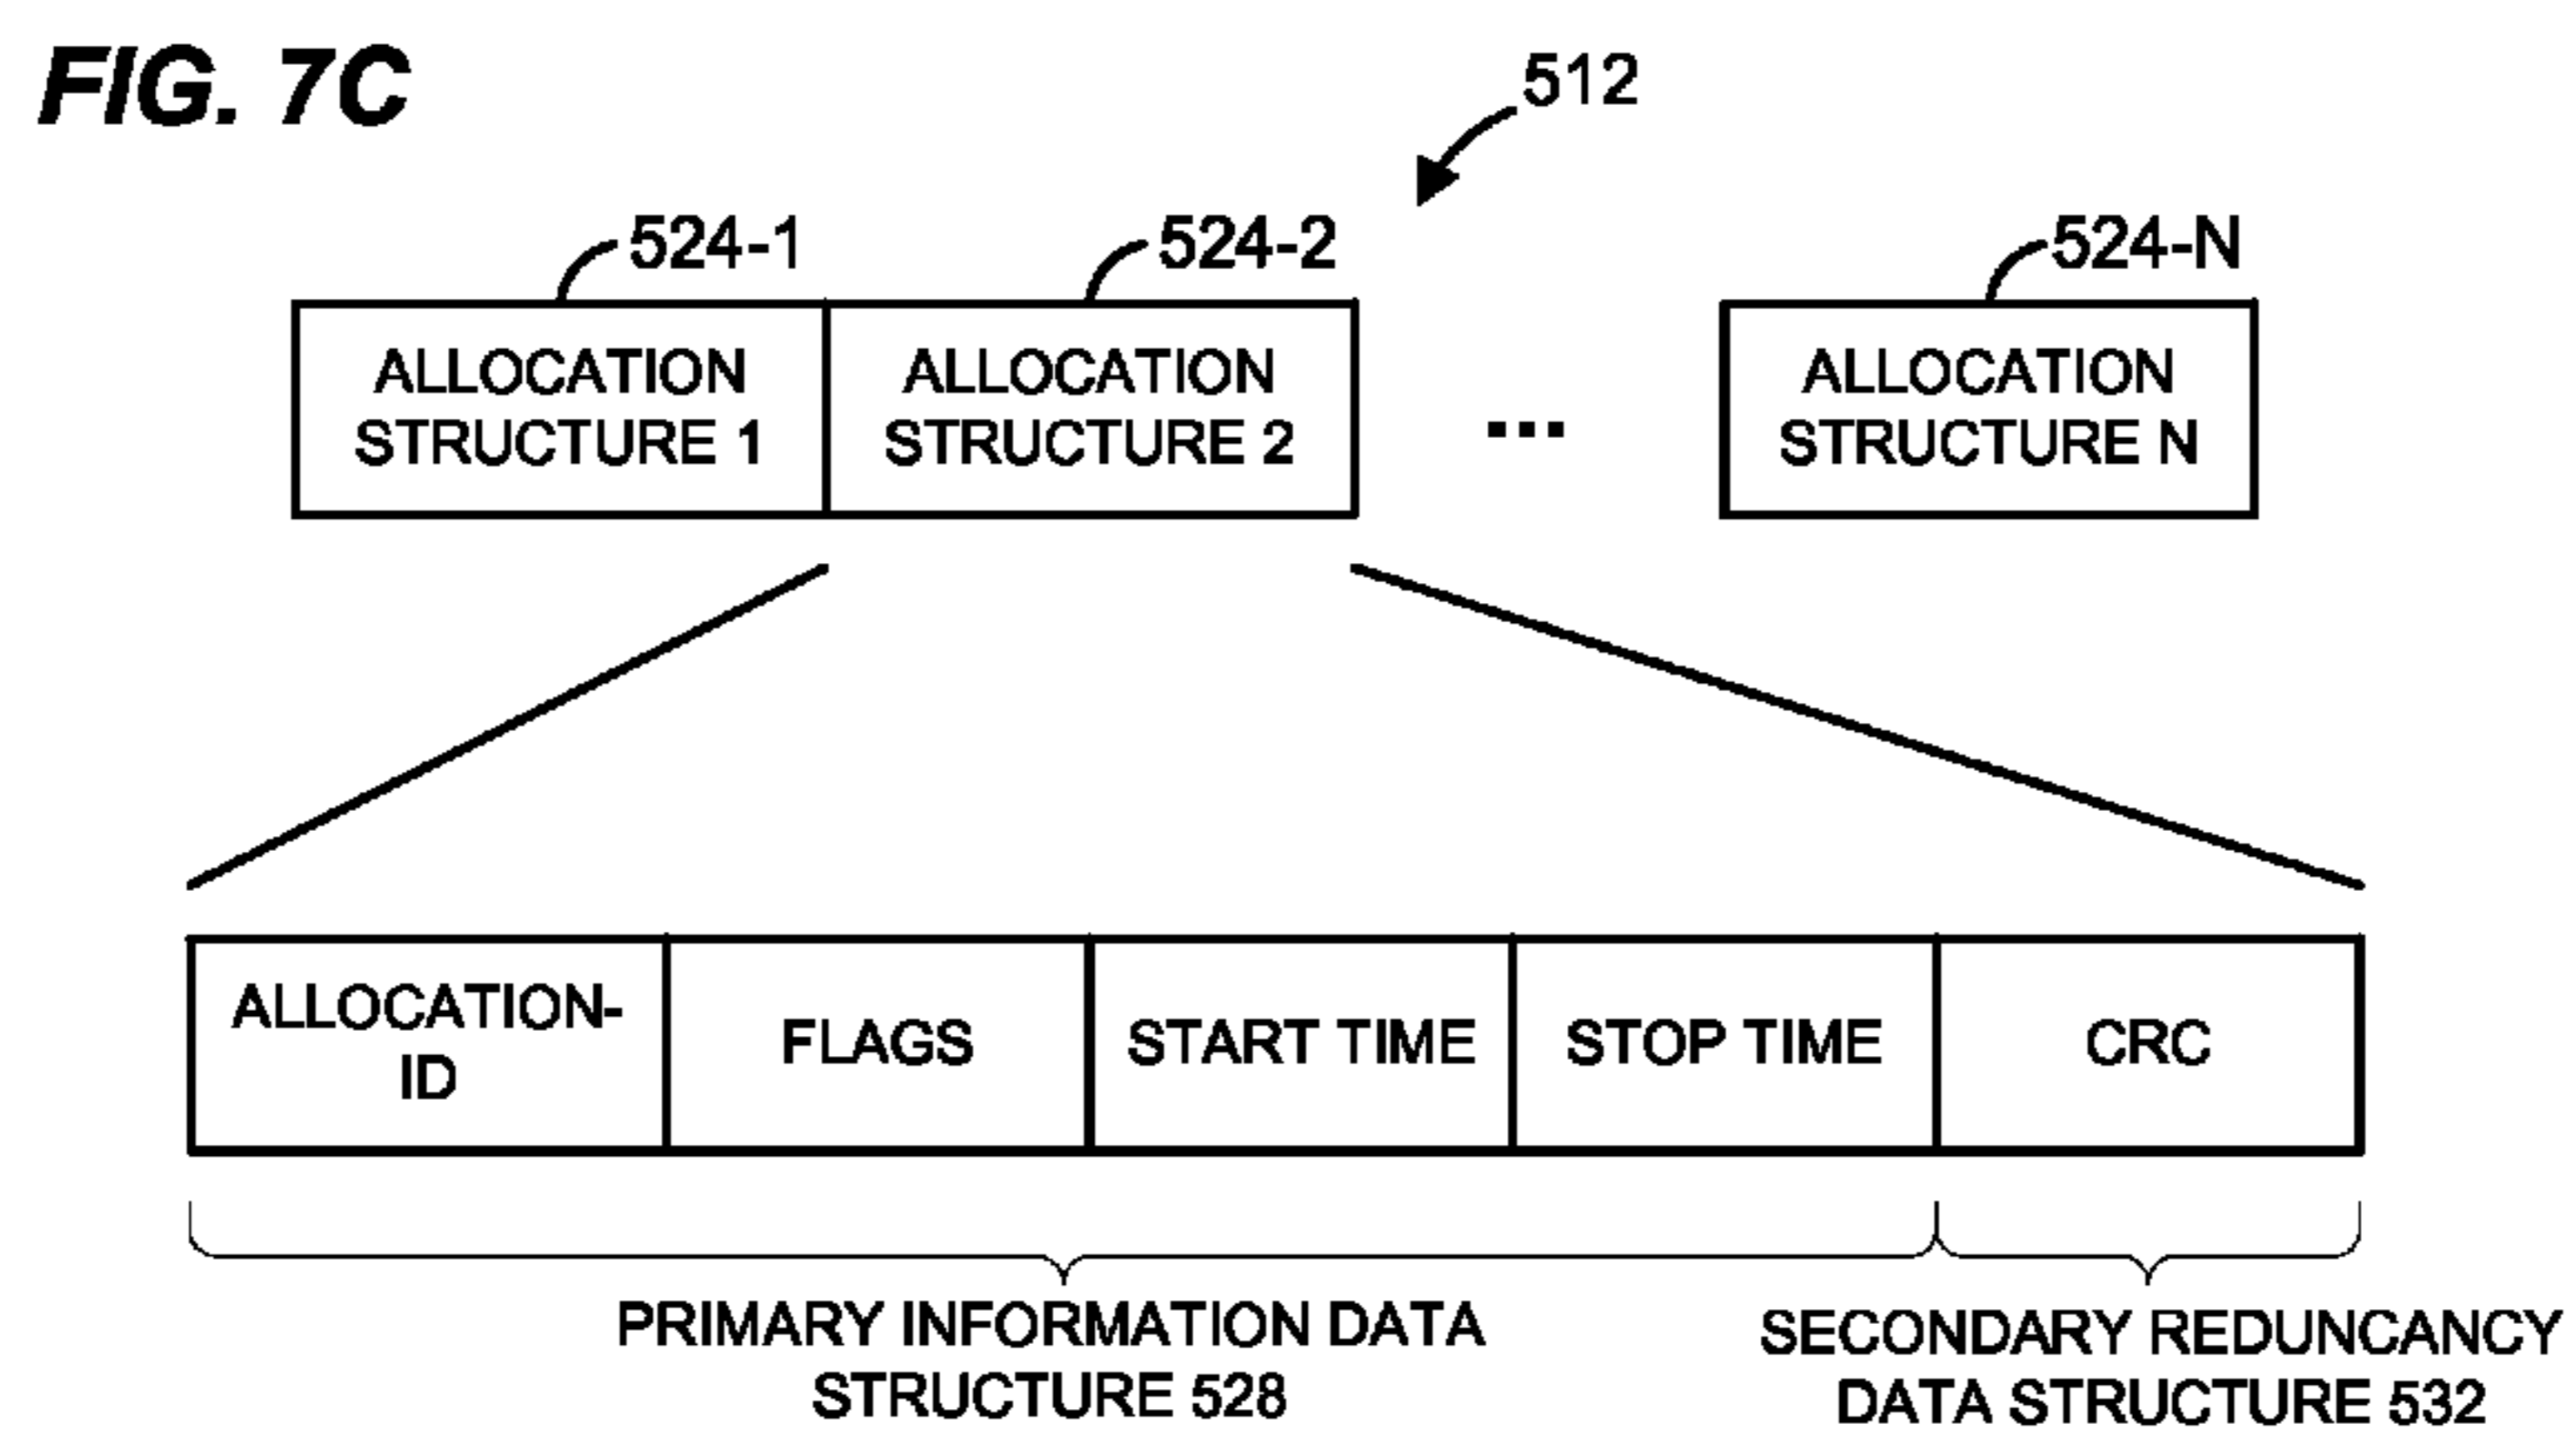 FIG. 7C
512
524-1
524-2
524-N
ALLOCATION
STRUCTURE 1
ALLOCATION
STRUCTURE 2
...
ALLOCATION
STRUCTURE N
ALLOCATION-
ID
FLAGS
START TIME
STOP TIME
CRC
PRIMARY INFORMATION DATA
STRUCTURE 528
SECONDARY REDUNCANCY
DATA STRUCTURE 532